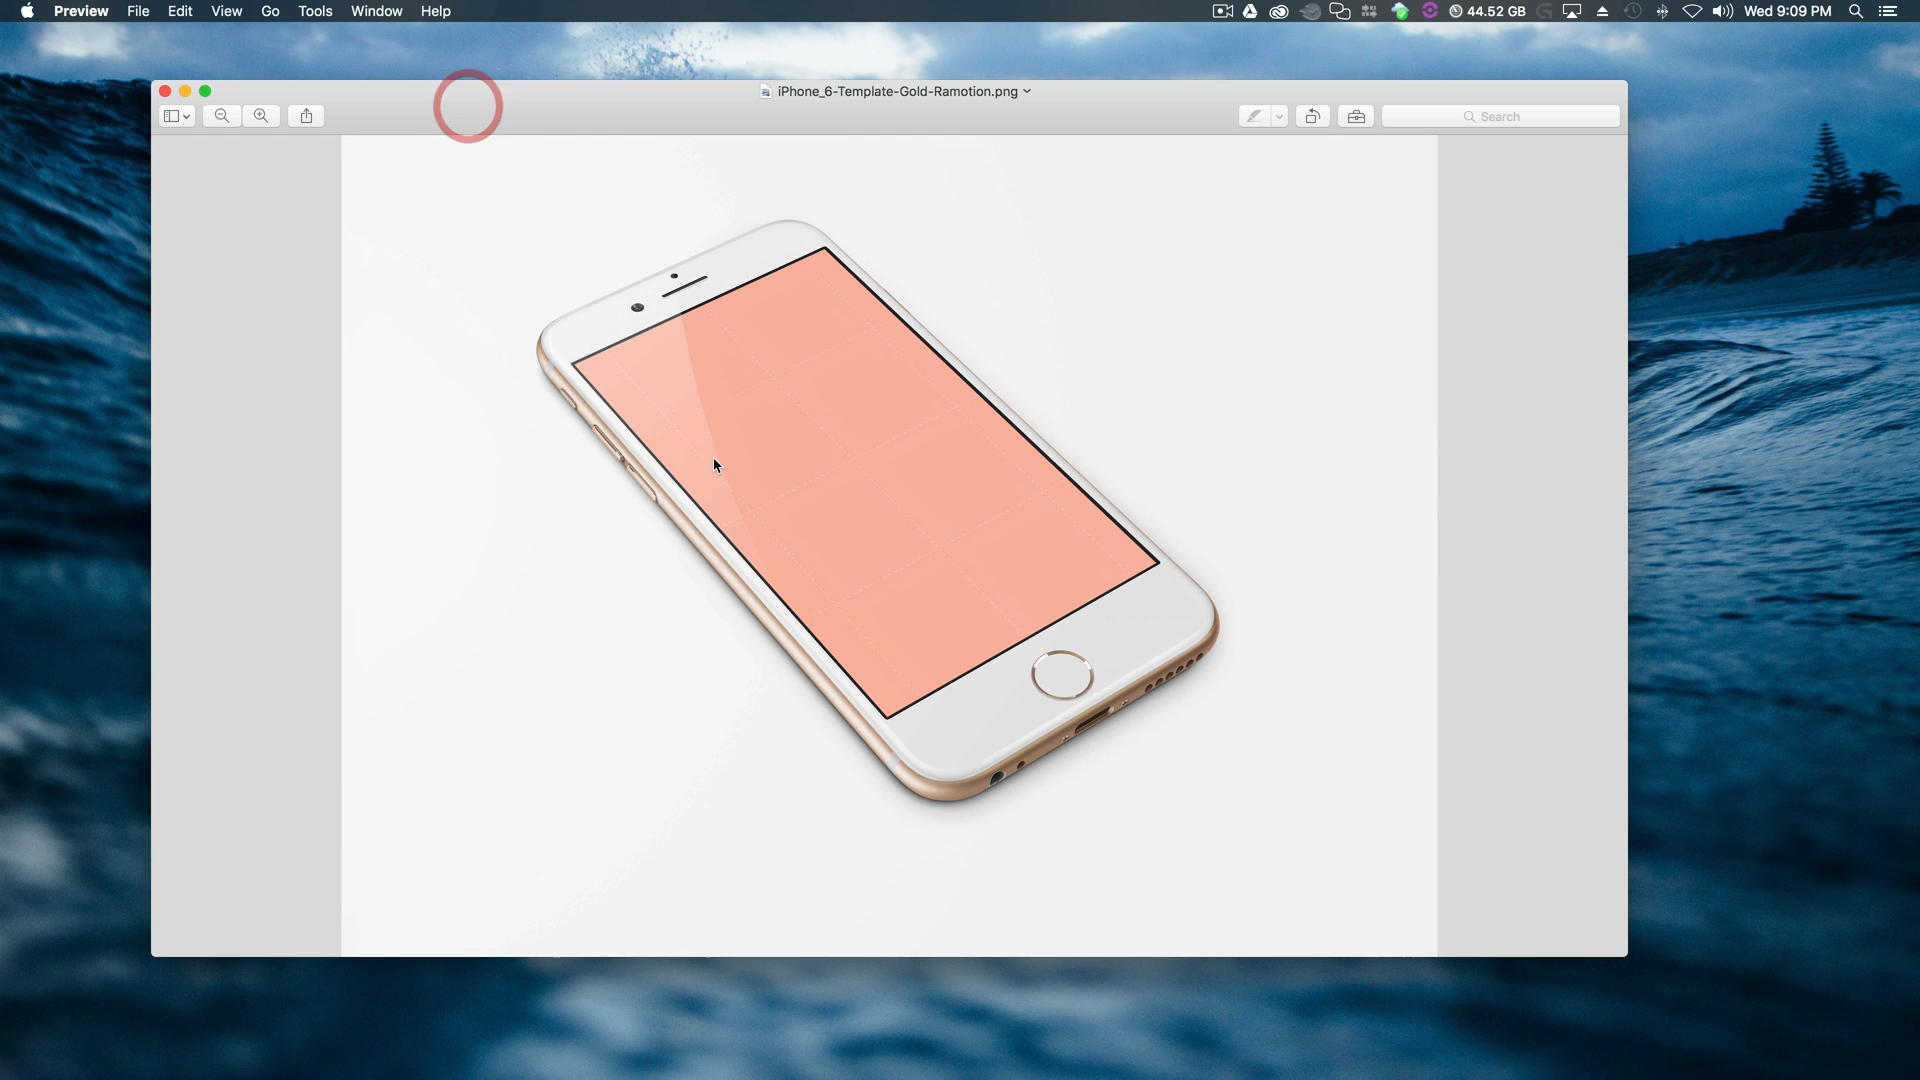 Preview File Edit View Go Tools Window Help 44.52 GB Wed 9:09 PM
iPhone_6-Template-Gold-Ramotion.png
Search